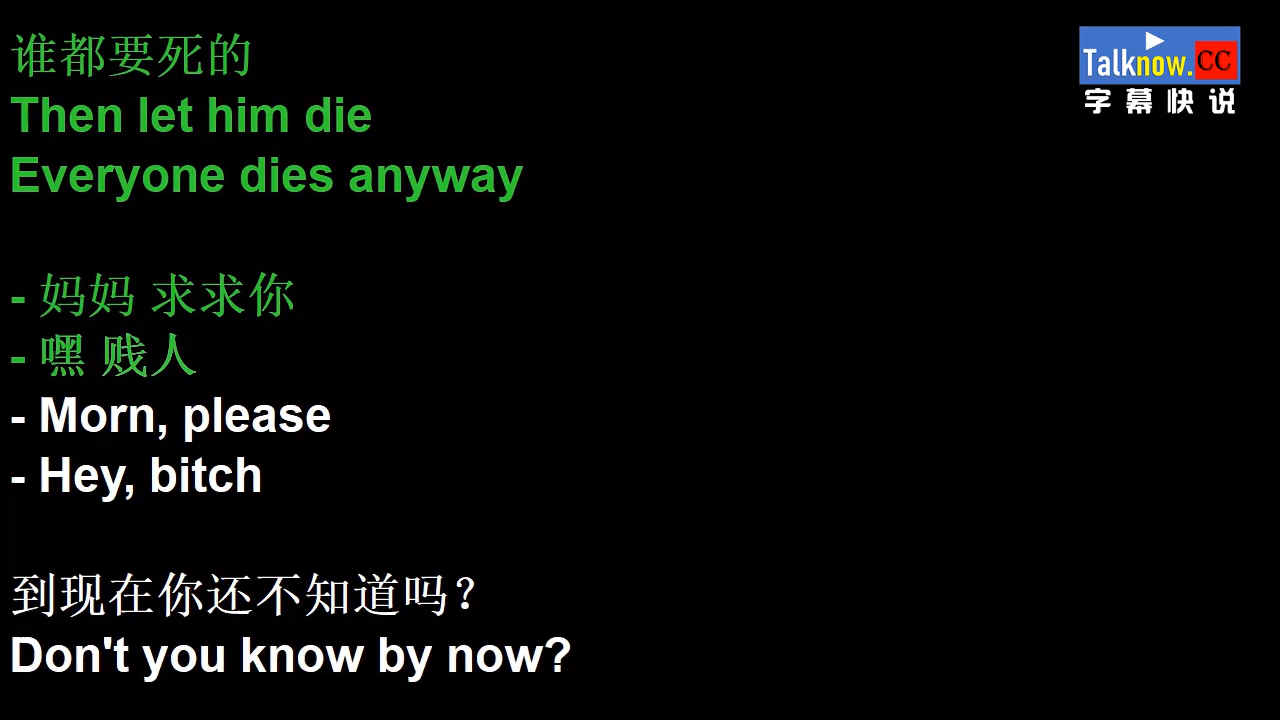 谁都要死的
Then let him die
Everyone dies anyway
- 妈妈 求求你
- 嘿 贱人
- Morn, please
- Hey, bitch
到现在你还不知道吗？
Don't you know by now?
Talknow.CC
字幕快说